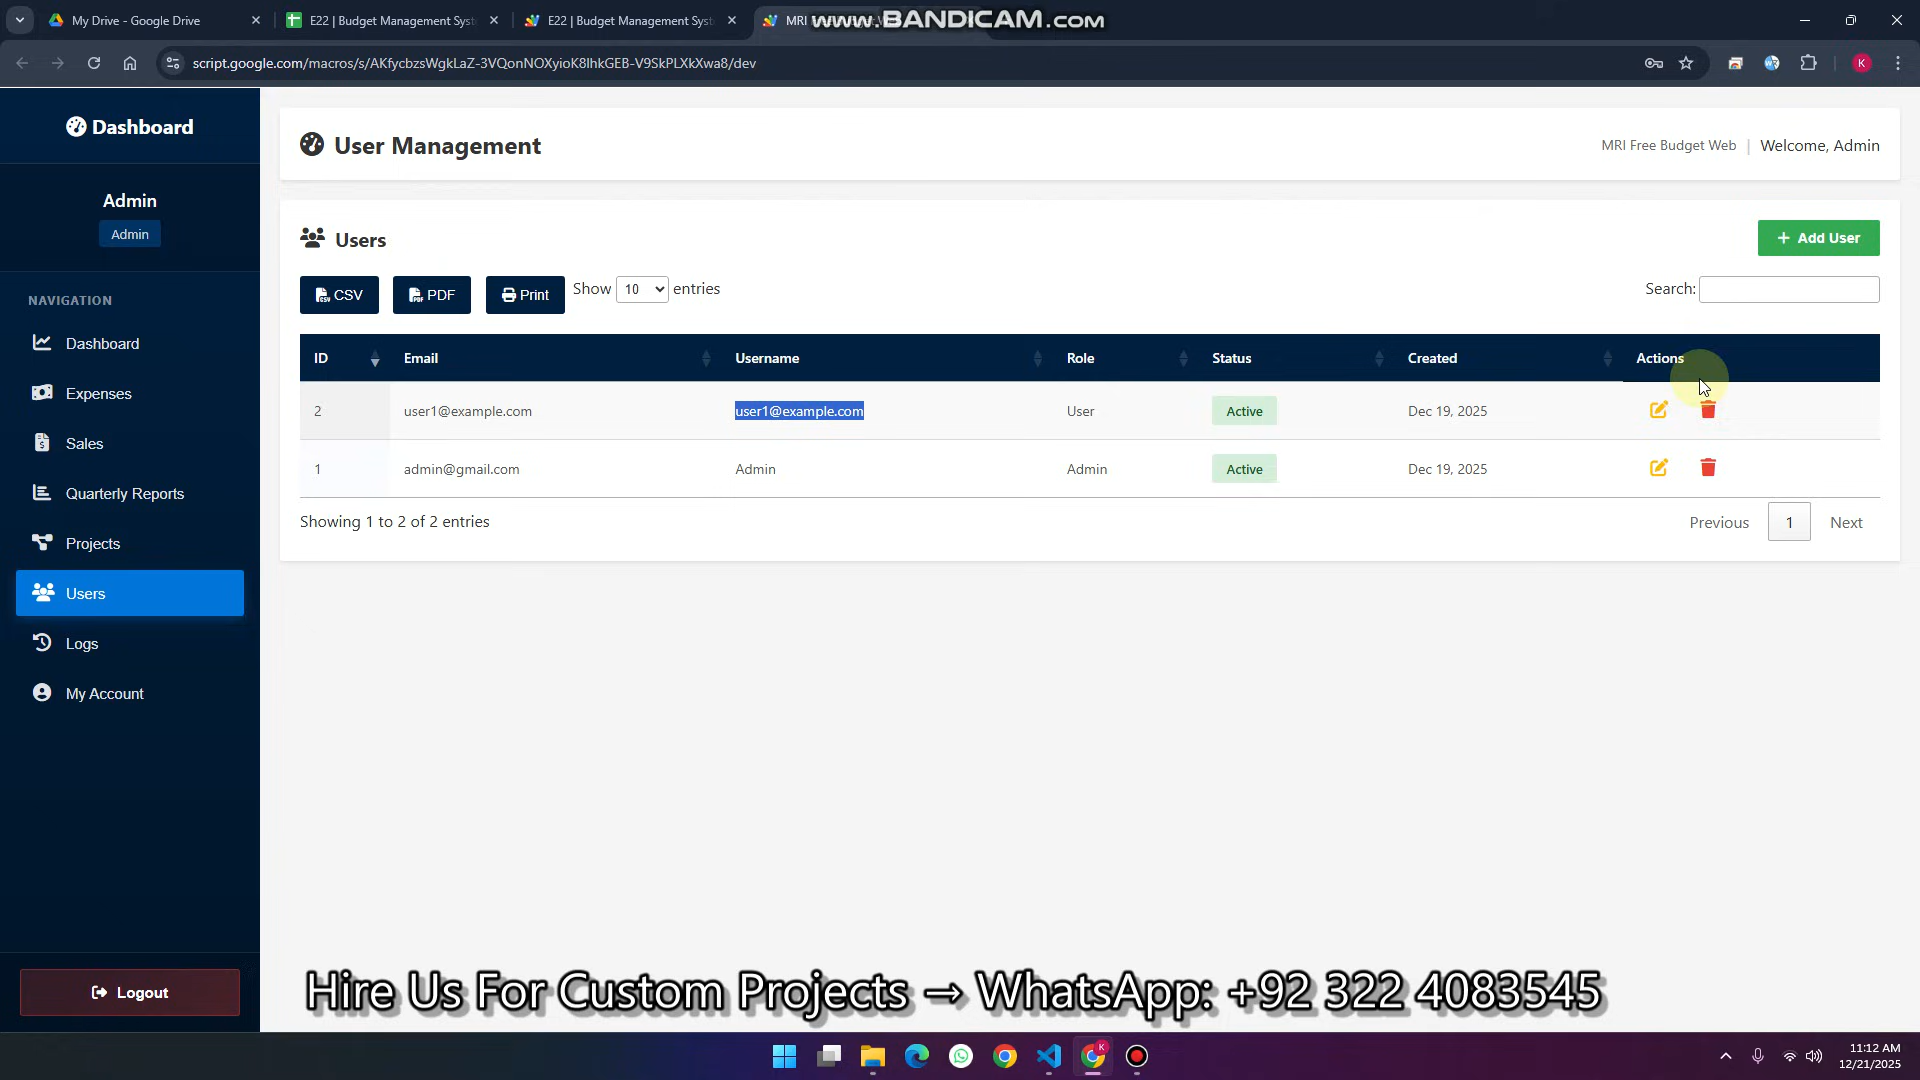 My Drive - Google Drive
E22 | Budget Management Syst
E22 | Budget Management Syst
MRI
www.BANDICAM.com
script.google.com/macros/s/AKfycbzsWgkLaZ-3VQonNOXyioK8lhkGEB-V9SkPLXkXwa8/dev
K
Dashboard
User Management
MRI Free Budget Web | Welcome, Admin
Admin
Admin
Users
Add User
NAVIGATION
CSV
PDF
Print
Show 10 entries
Search:
Dashboard
Expenses
Sales
Quarterly Reports
Projects
Users
Logs
My Account
ID Email Username Role Status Created Actions
2 user1@example.com user1@example.com User Active Dec 19, 2025
1 admin@gmail.com Admin Admin Active Dec 19, 2025
Showing 1 to 2 of 2 entries
Previous 1 Next
Logout
Hire Us For Custom Projects → WhatsApp: +92 322 4083545
K
11:12 AM
12/21/2025